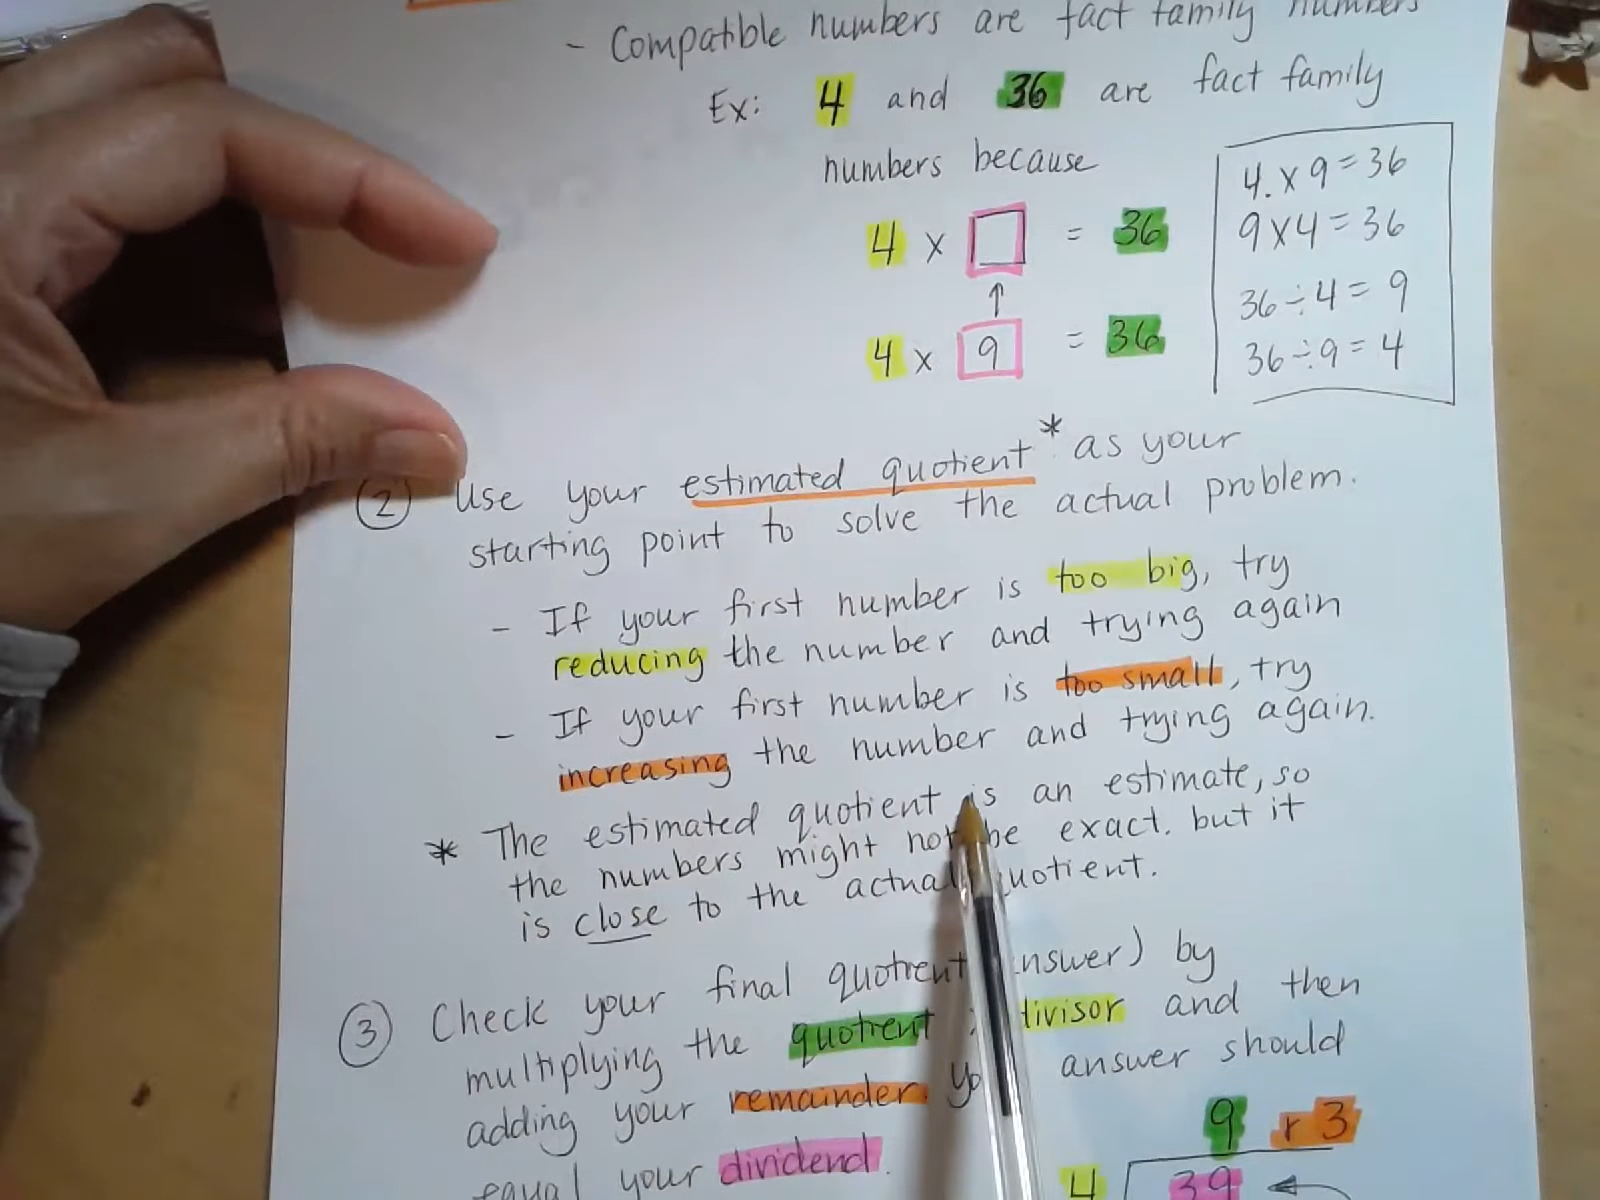 - Compatible numbers are fact family numbers
Ex: 4 and 36 are fact family
numbers because
4 x □ = 36
↑
4 x 9 = 36
4 x 9 = 36
9 x 4 = 36
36 ÷ 4 = 9
36 ÷ 9 = 4
② Use your estimated quotient* as your
starting point to solve the actual problem.
- If your first number is too big, try
reducing the number and trying again
- If your first number is too small, try
increasing the number and trying again.
* The estimated quotient is an estimate, so
the numbers might not be exact. but it
is close to the actual quotient.
③ Check your final quotient answer) by
multiplying the quotient divisor and then
adding your remainder. answer should
equal your dividend.
9 r 3
4 39